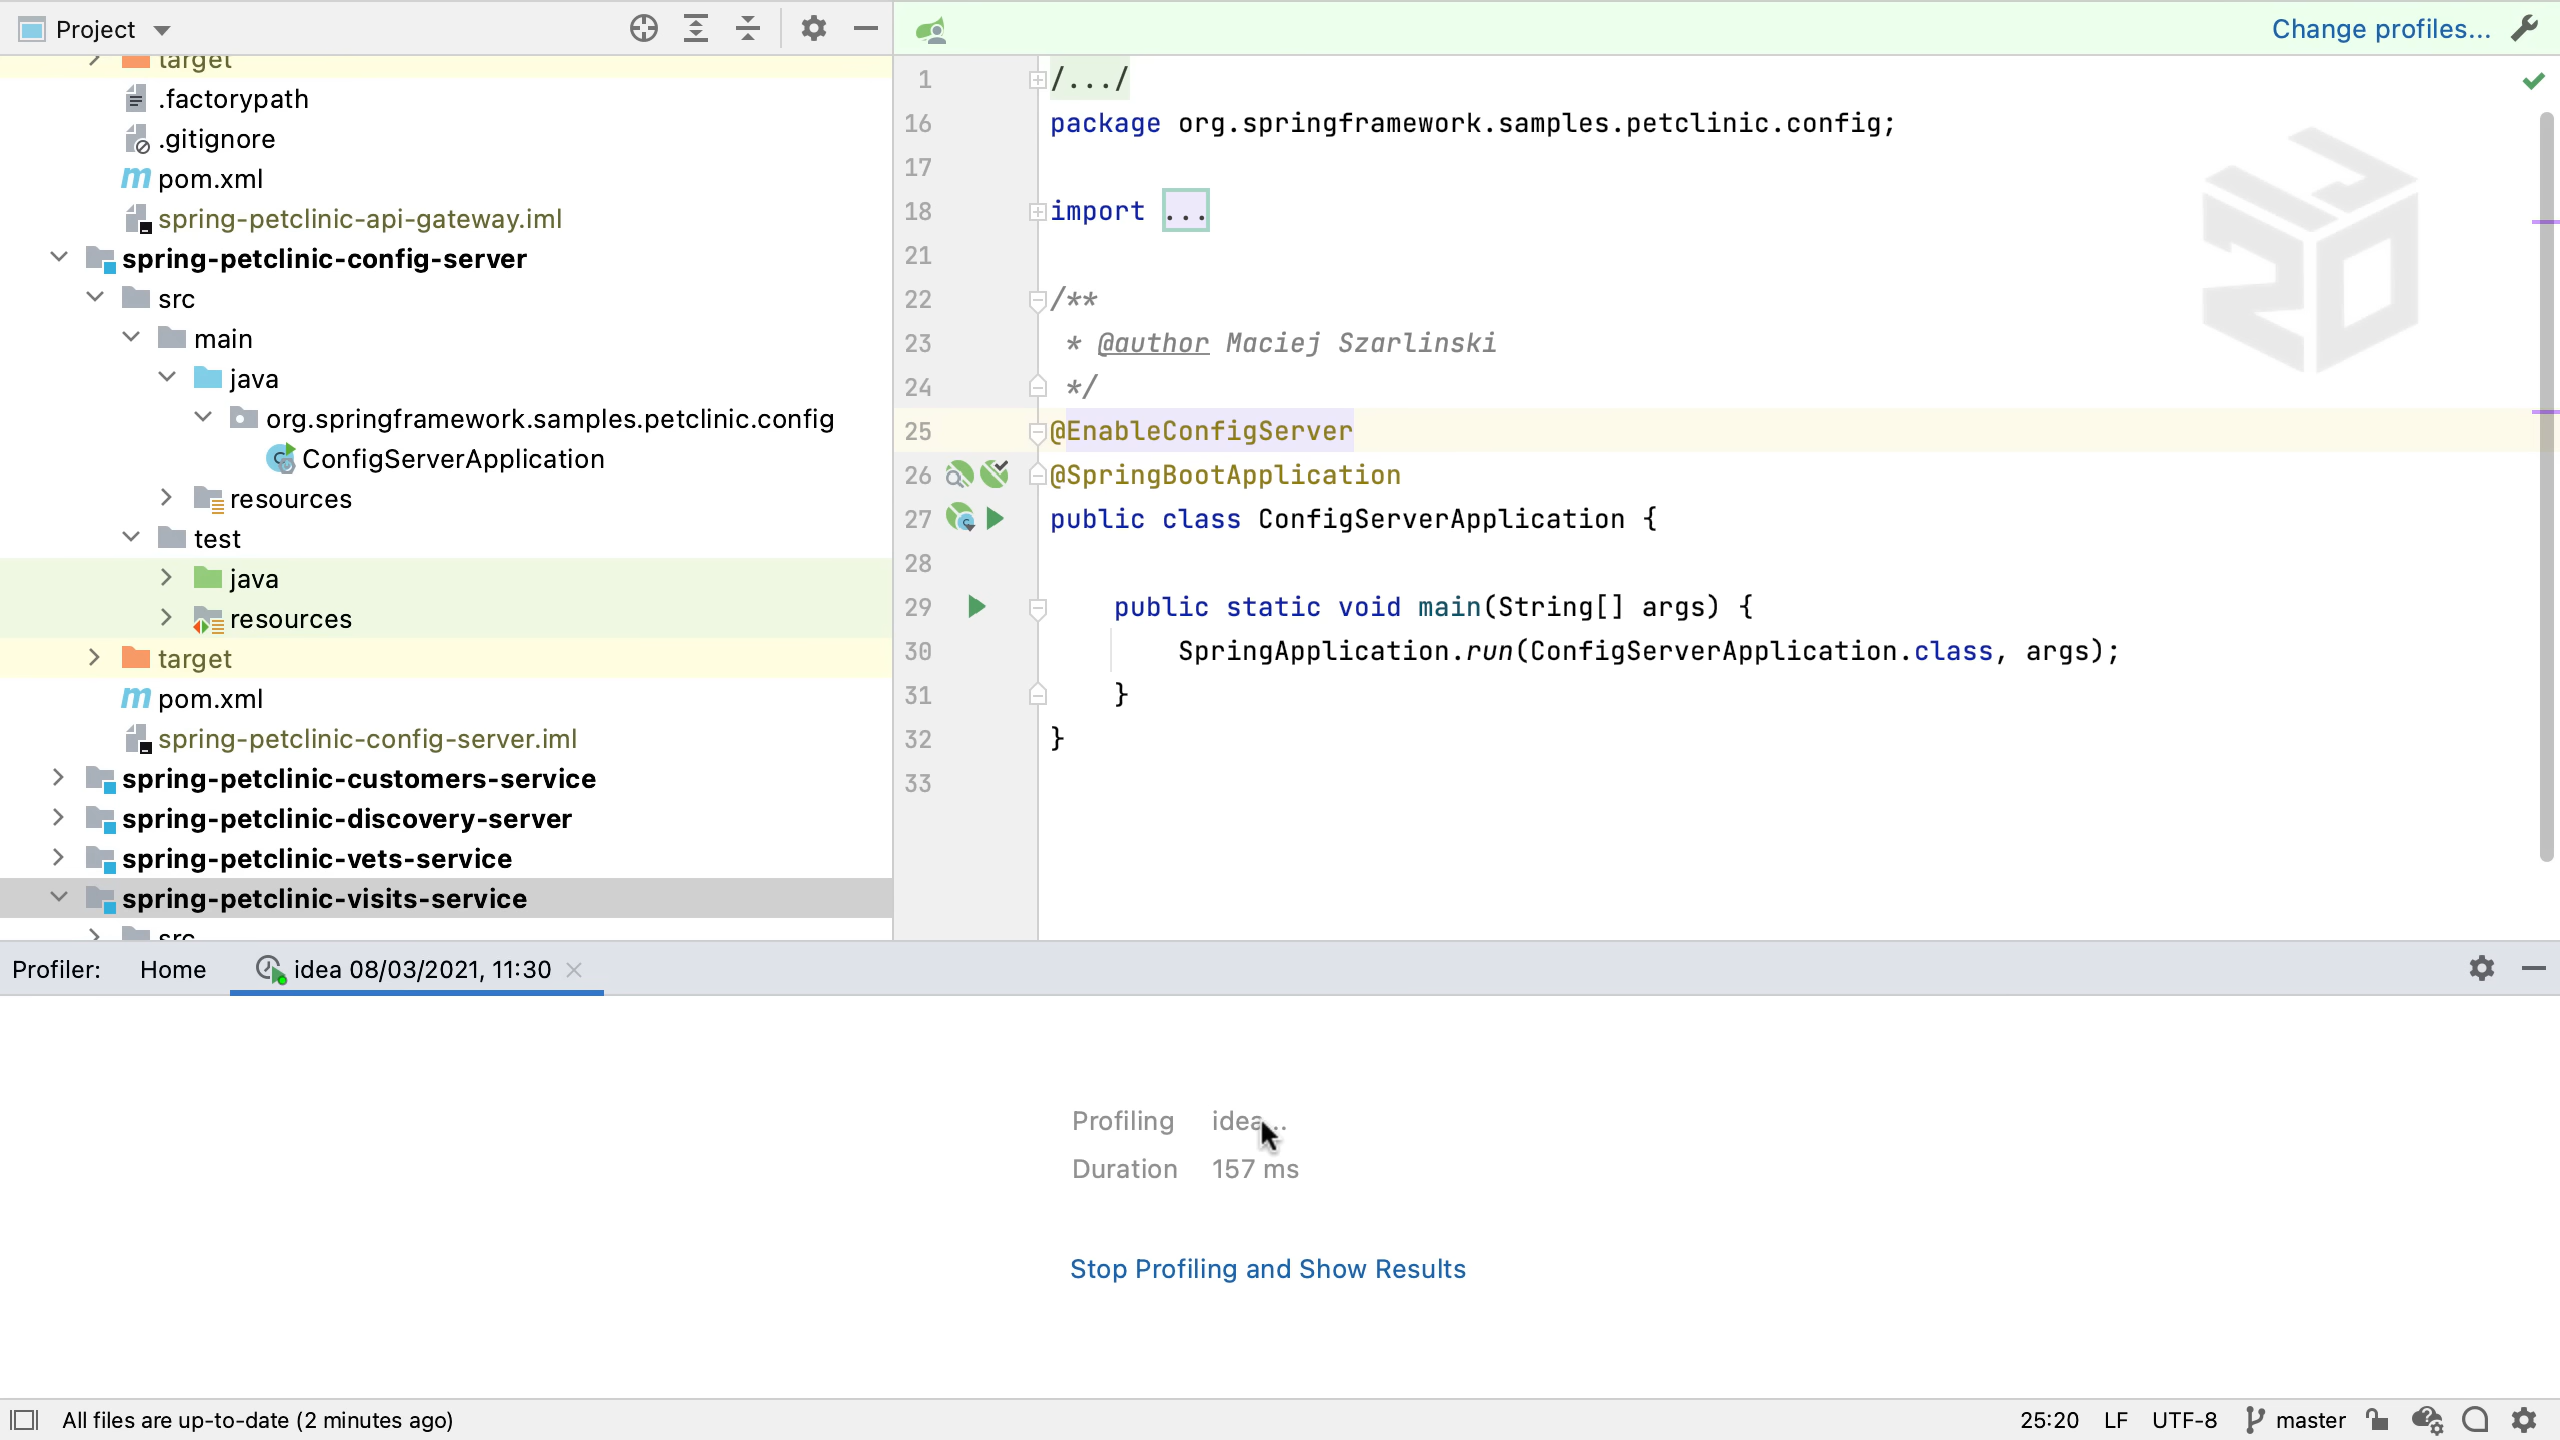 Project
target
.factorypath
.gitignore
m pom.xml
spring-petclinic-api-gateway.iml
spring-petclinic-config-server
src
main
java
org.springframework.samples.petclinic.config
ConfigServerApplication
resources
test
java
resources
target
m pom.xml
spring-petclinic-config-server.iml
spring-petclinic-customers-service
spring-petclinic-discovery-server
spring-petclinic-vets-service
spring-petclinic-visits-service
src
Change profiles...
1 /.../
16 package org.springframework.samples.petclinic.config;
17
18 import ...
21
22 /**
23 * @author Maciej Szarlinski
24 */
25 @EnableConfigServer
26 @SpringBootApplication
27 public class ConfigServerApplication {
28
29 public static void main(String[] args) {
30 SpringApplication.run(ConfigServerApplication.class, args);
31 }
32 }
33
IJ
20
Profiler: Home idea 08/03/2021, 11:30
Profiling idea...
Duration 157 ms
Stop Profiling and Show Results
All files are up-to-date (2 minutes ago) 25:20 LF UTF-8 master